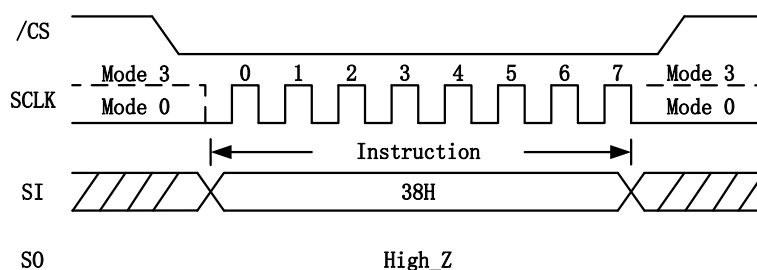 /CS
Mode 3 0 1 2 3 4 5 6 7 Mode 3
SCLK
Mode 0 Mode 0
Instruction
SI 38H
SO High_Z